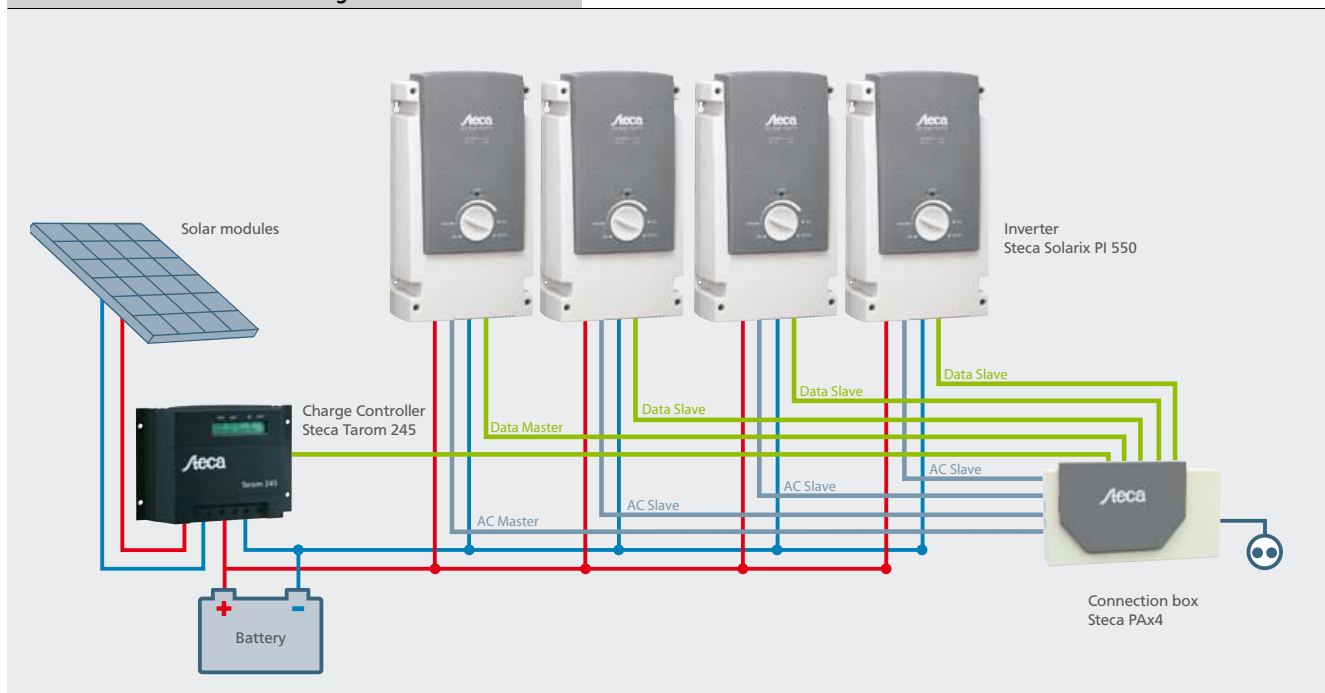 Solar modules
Steca
Steca
Steca
Steca
Inverter
Steca Solarix PI 550
Charge Controller
Steca Tarom 245
Steca
Tarom 245
Data Master
Data Slave
Data Slave
Data Slave
AC Master
AC Slave
AC Slave
AC Slave
Steca
+
–
Battery
Connection box
Steca PAx4